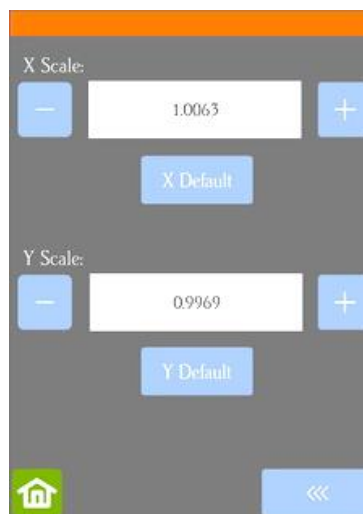 X Scale:
− 1.0063 +
X Default
Y Scale:
− 0.9969 +
Y Default